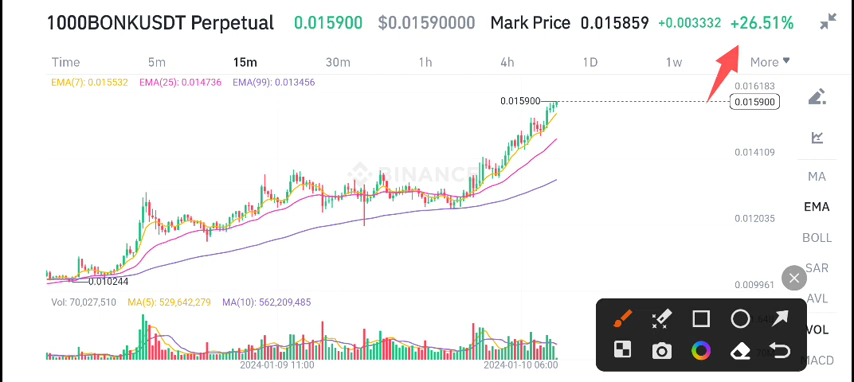 1000BONKUSDT Perpetual 0.015900 $0.01590000 Mark Price 0.015859 +0.003332 +26.51%
Time 5m 15m 30m 1h 4h 1D 1w More
EMA(7): 0.015532 EMA(25): 0.014736 EMA(99): 0.013456
0.016183
0.015900
0.015900
0.014109
BINANCE
MA
EMA
0.012035
BOLL
SAR
0.010244
0.009961
AVL
Vol: 70,027,510 MA(5): 529,642,279 MA(10): 562,209,485
VOL
MACD
2024-01-09 11:00
2024-01-10 06:00